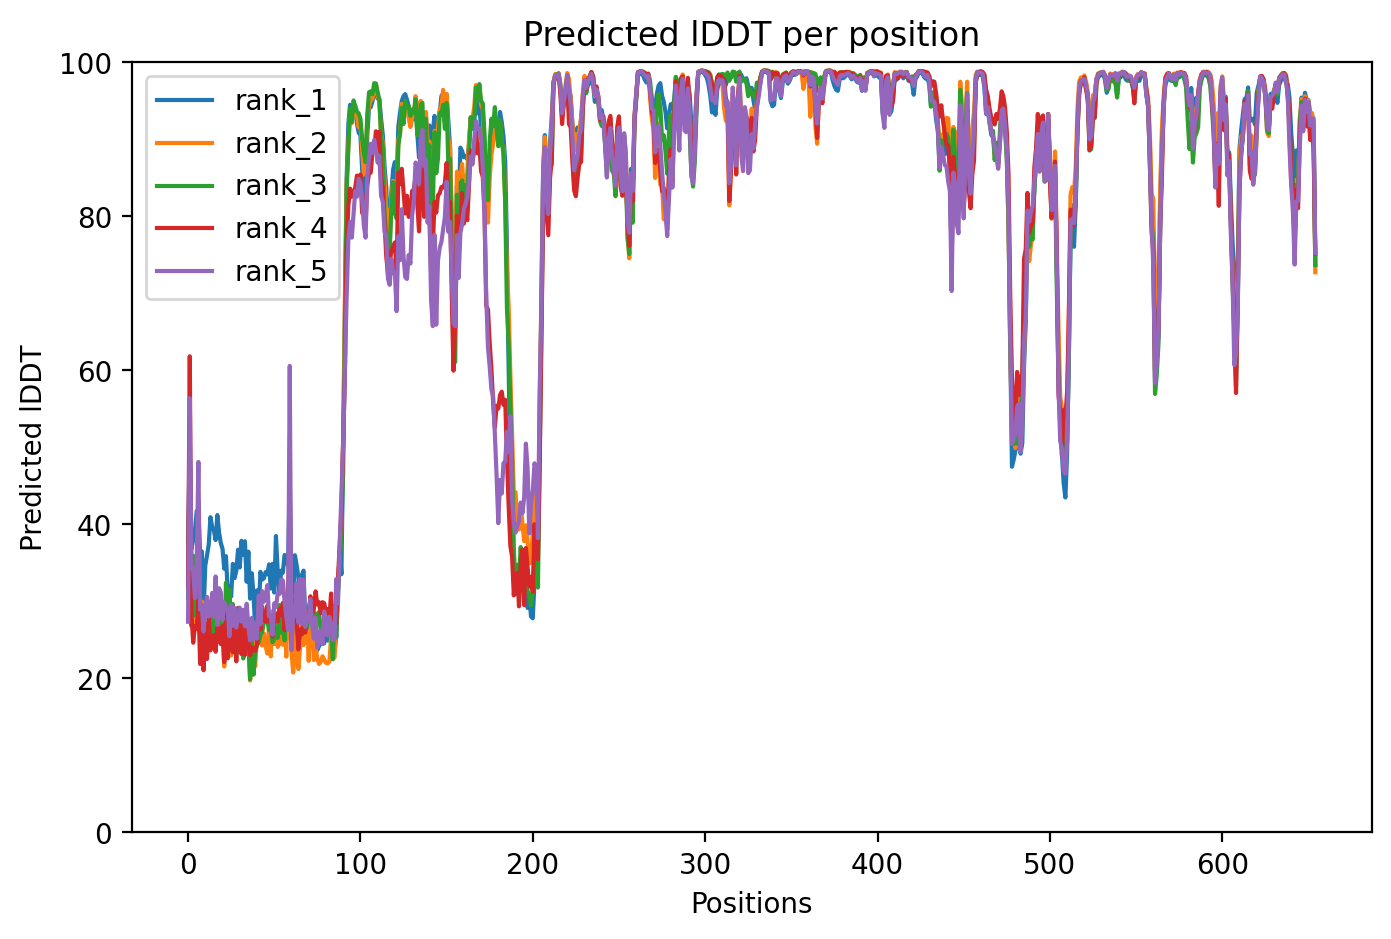 Predicted lDDT per position
100
80
60
40
20
0
Predicted lDDT
rank_1
rank_2
rank_3
rank_4
rank_5
0 100 200 300 400 500 600
Positions